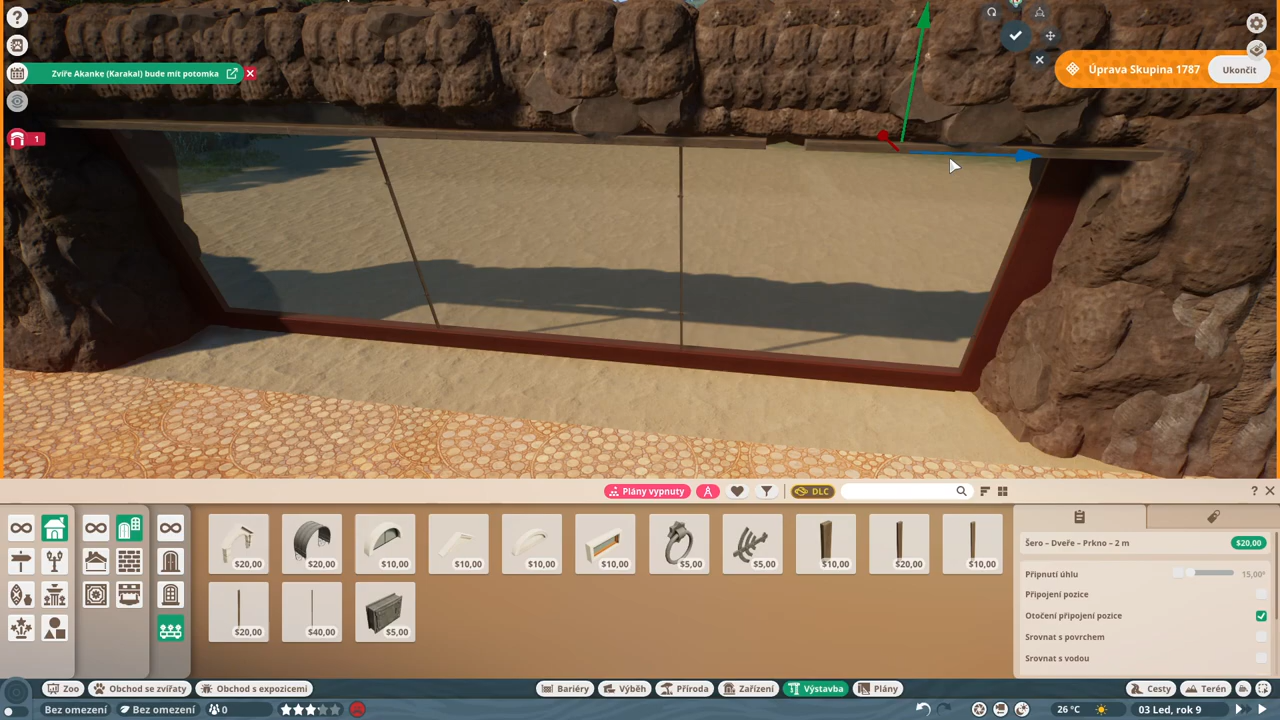 ?
Zvíře Akanke (Karakal) bude mít potomka
Úprava Skupina 1787
Ukončit
1
Plány vypnuty
DLC
?
$20,00
$20,00
$10,00
$10,00
$10,00
$10,00
$5,00
$5,00
$10,00
$20,00
$10,00
$20,00
$40,00
$5,00
Šero – Dveře – Prkno – 2 m
$20,00
Připnutí úhlu
15,00°
Připojení pozice
Otočení připojení pozice
Srovnat s povrchem
Srovnat s vodou
Zoo
Obchod se zvířaty
Obchod s expozicemi
Bariéry
Výběh
Příroda
Zařízení
Výstavba
Plány
Cesty
Terén
Bez omezení
Bez omezení
0
26 °C
03 Led, rok 9